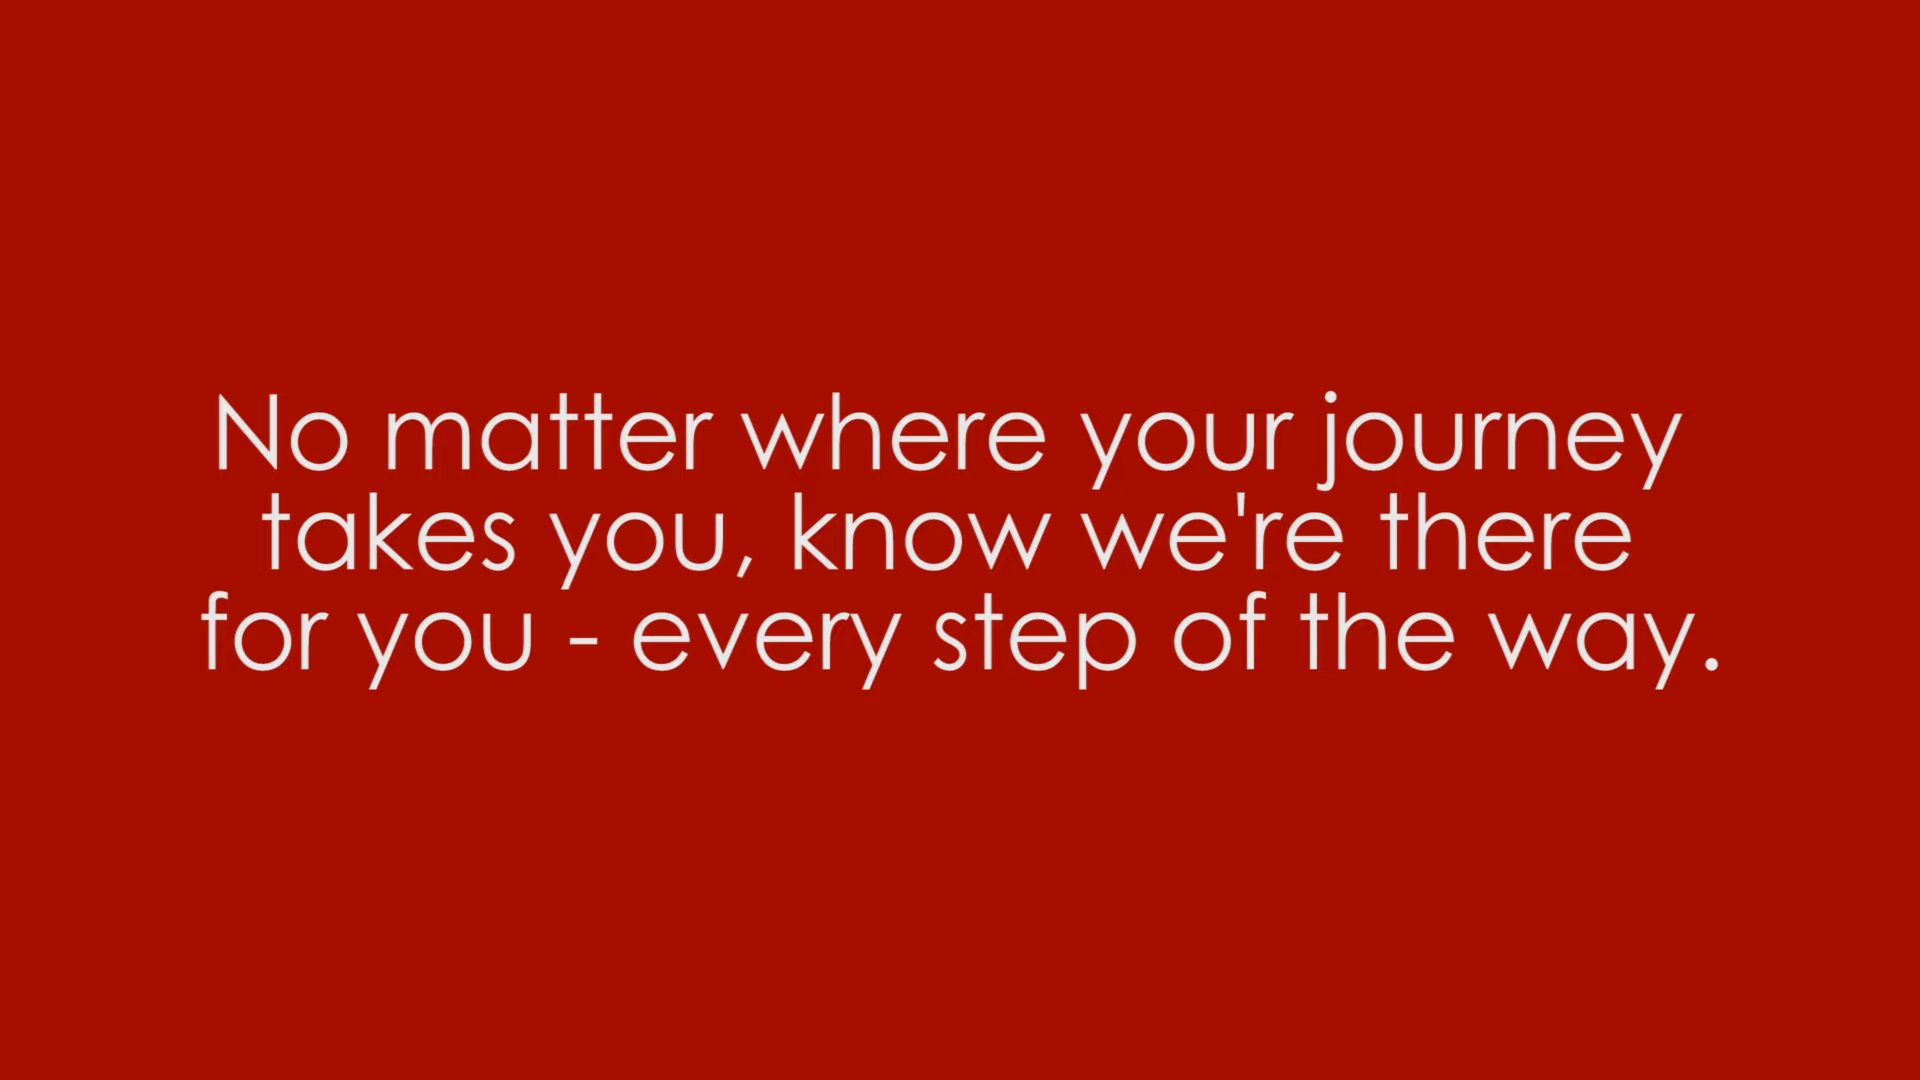 No matter where your journey
takes you, know we're there
for you - every step of the way.